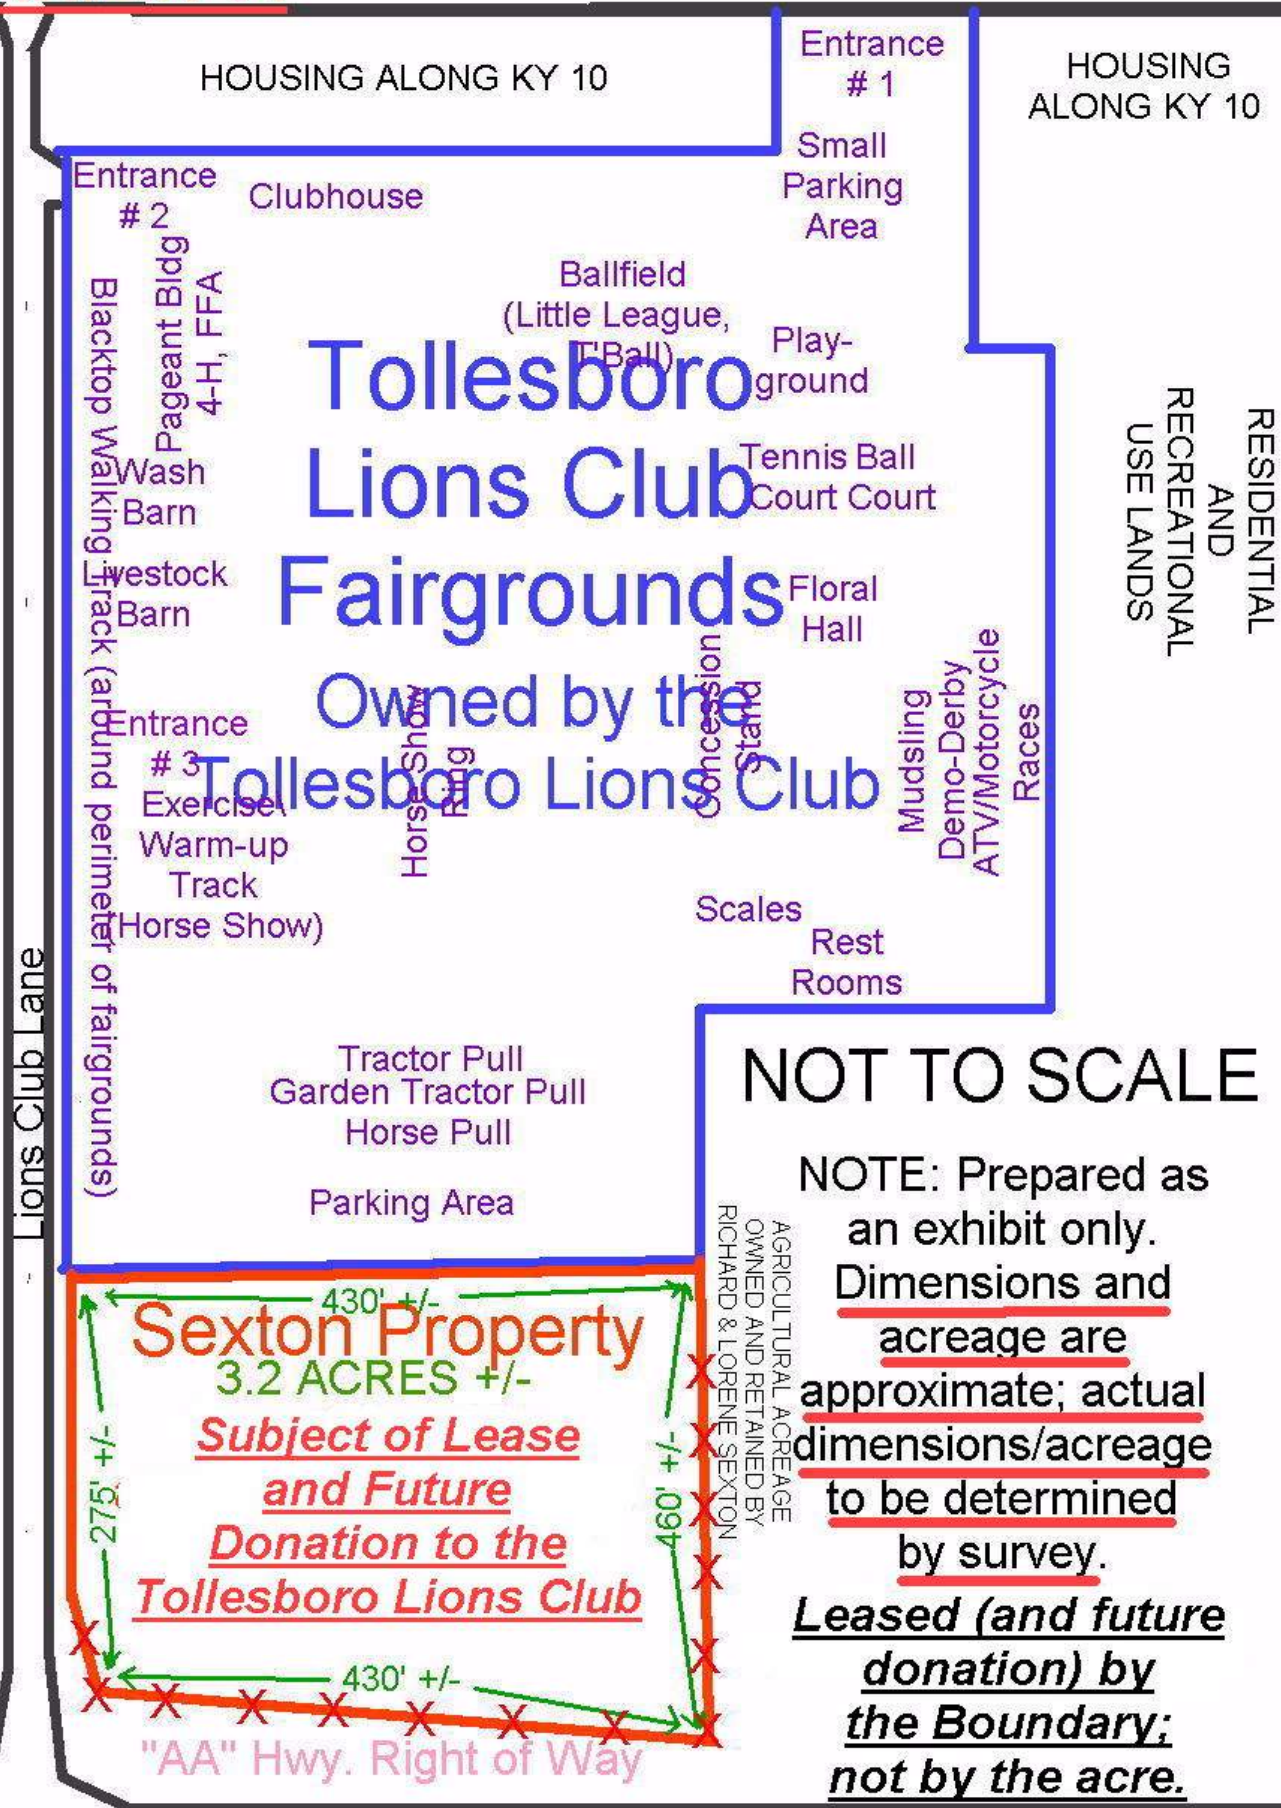 HOUSING ALONG KY 10
Entrance
# 1
HOUSING
ALONG KY 10
Small
Parking
Area
Entrance
# 2
Clubhouse
Pageant Bldg
4-H, FFA
Blacktop Walking Track (around perimeter of fairgrounds)
Ballfield
(Little League,
T'Ball)
Play-
ground
Tollesboro
Lions Club
Fairgrounds
Owned by the
Tollesboro Lions Club
Wash
Barn
Livestock
Barn
Tennis Ball
Court Court
Floral
Hall
RESIDENTIAL
AND
RECREATIONAL
USE LANDS
Entrance
# 3
Exercise\
Warm-up
Track
(Horse Show)
Horse Show
Ring
Concession
Stand
Mudsling
Demo-Derby
ATV/Motorcycle
Races
Scales
Rest
Rooms
Lions Club Lane
Tractor Pull
Garden Tractor Pull
Horse Pull
Parking Area
NOT TO SCALE
NOTE: Prepared as
an exhibit only.
Dimensions and
acreage are
approximate; actual
dimensions/acreage
to be determined
by survey.
Leased (and future
donation) by
the Boundary;
not by the acre.
AGRICULTURAL ACREAGE
OWNED AND RETAINED BY
RICHARD & LORENE SEXTON
430' +/-
Sexton Property
3.2 ACRES +/-
Subject of Lease
and Future
Donation to the
Tollesboro Lions Club
275' +/-
460' +/-
430' +/-
"AA" Hwy. Right of Way